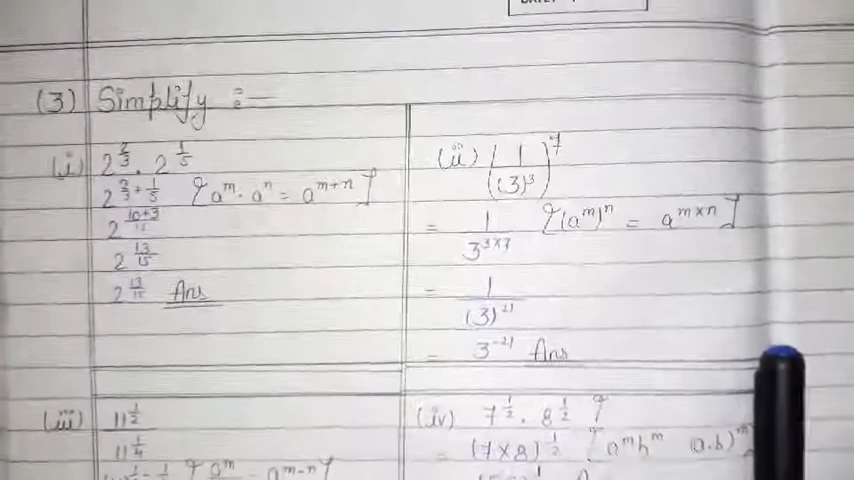 (3) Simplify :-
(i) 2^{2/3} . 2^{1/5}
2^{2/3 + 1/5} [a^m . a^n = a^{m+n}]
2^{(10+3)/15}
2^{13/15}
2^{13/15} Ans
(ii) (1/(3)^3)^7
= 1/3^{3×7} [(a^m)^n = a^{m×n}]
= 1/(3)^{21}
= 3^{-21} Ans
(iii) 11^{1/2}
11^{1/4}
[a^m = a^{m-n}]
(iv) 7^{1/2} . 8^{1/2}
= (7×8)^{1/2} [a^m b^m (a.b)^m]